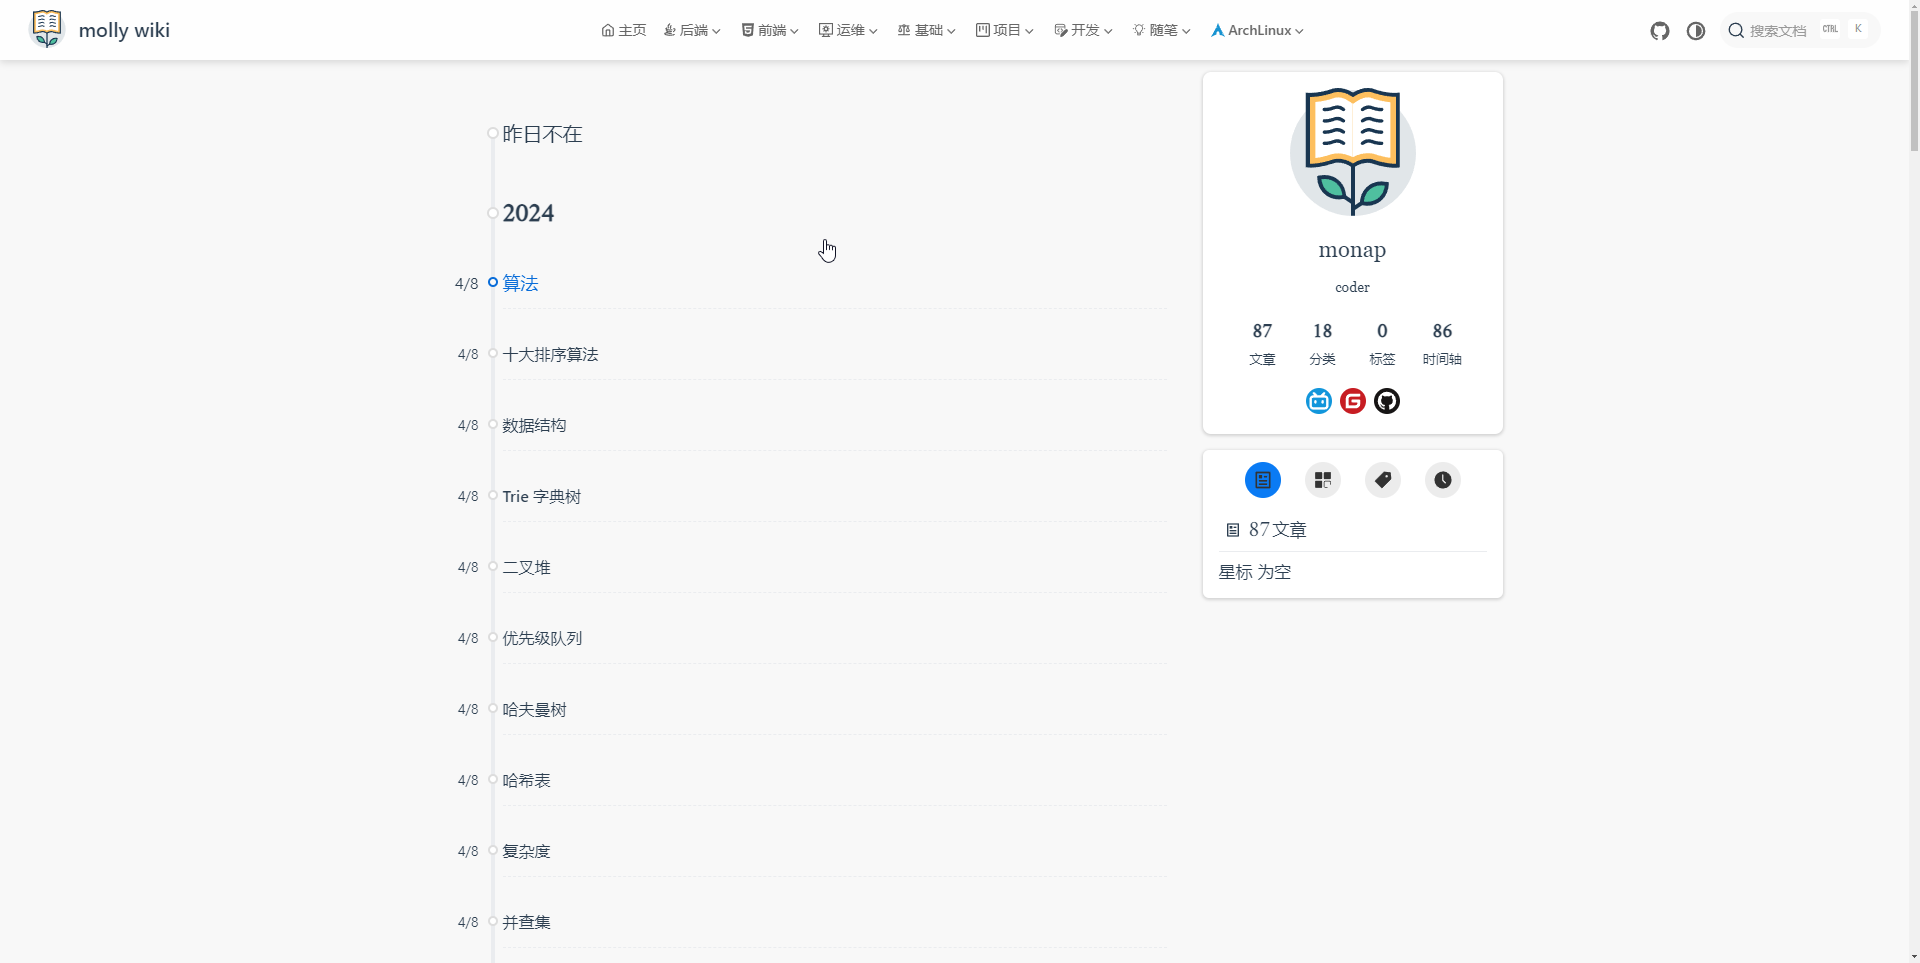 molly wiki
主页 后端 前端 运维 基础 项目 开发 随笔 ArchLinux
搜索文档 CTRL K
昨日不在
2024
4/8 算法
4/8 十大排序算法
4/8 数据结构
4/8 Trie 字典树
4/8 二叉堆
4/8 优先级队列
4/8 哈夫曼树
4/8 哈希表
4/8 复杂度
4/8 并查集
monap
coder
87 18 0 86
文章 分类 标签 时间轴
87 文章
星标 为空